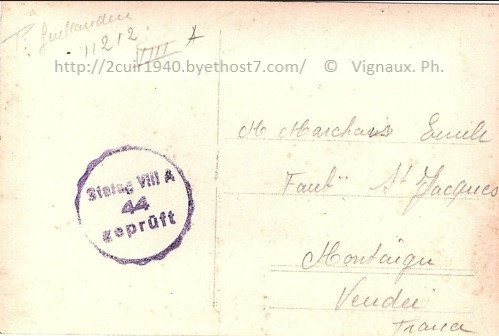 11212
VIII A
http://2cuir1940.byethost7.com/ © Vignaux. Ph.
Stalag VIII A
44
geprüft
Mr Marchais Emile
Faubg St Jacques
Montaigu
Vendée
France